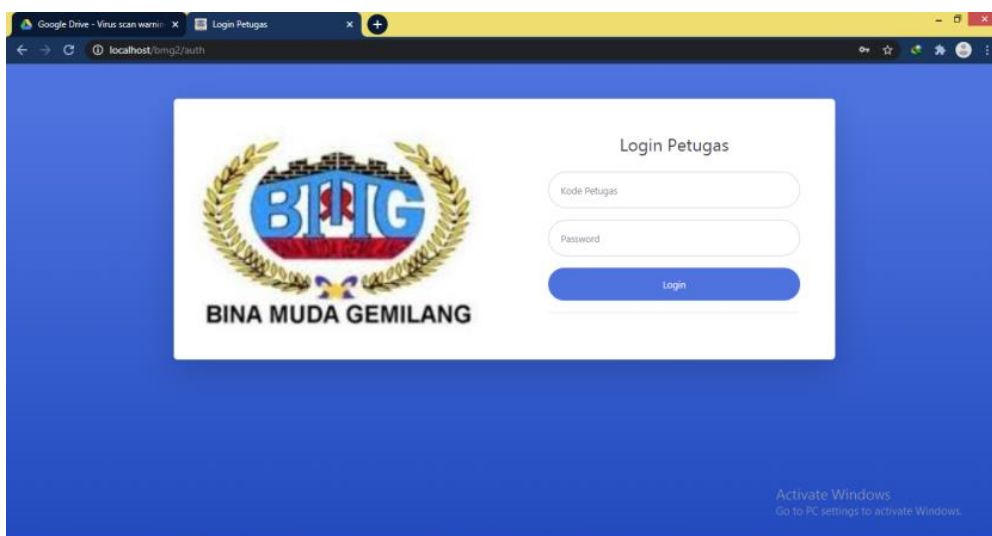 Google Drive - Virus scan warnin
Login Petugas
localhost/bmg2/auth
BMG
BINA MUDA GEMILANG
Login Petugas
Kode Petugas
Password
Login
Activate Windows
Go to PC settings to activate Windows.